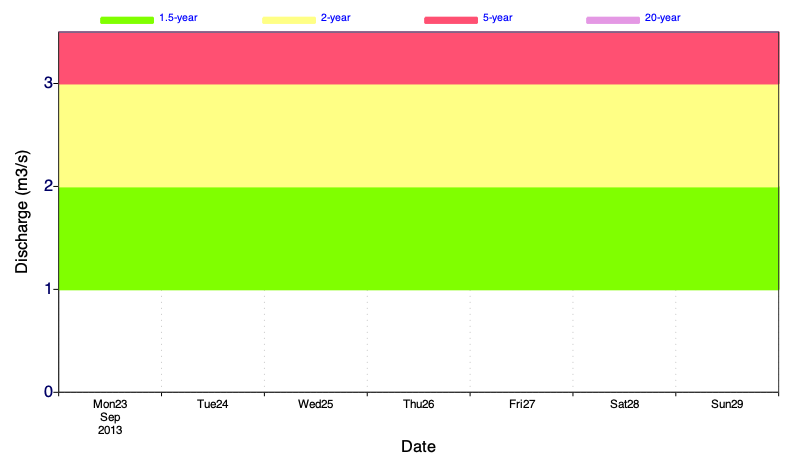 1.5-year 2-year 5-year 20-year
3
2
1
0
Discharge (m3/s)
Mon23 Tue24 Wed25 Thu26 Fri27 Sat28 Sun29
Sep
2013
Date